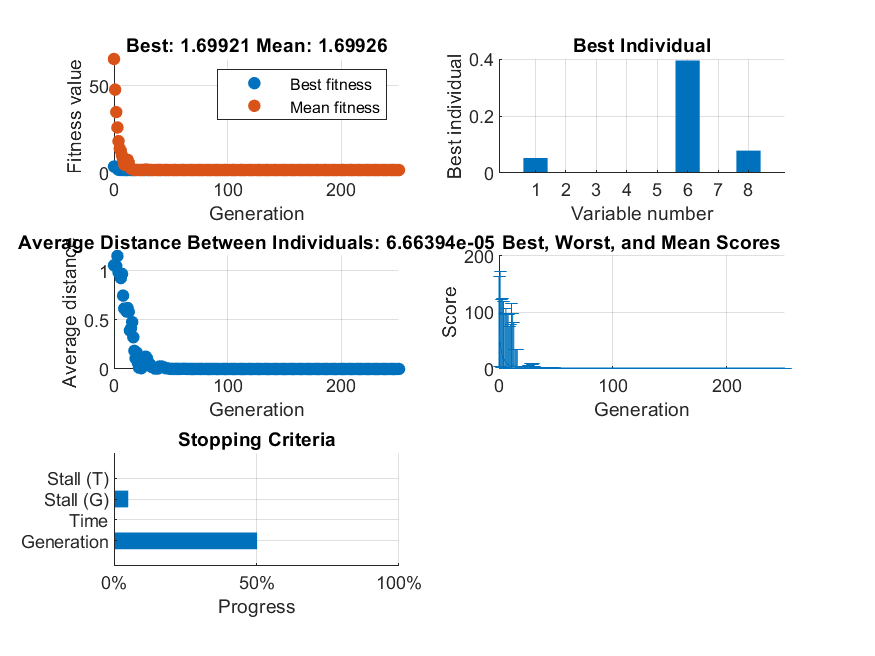 Best: 1.69921 Mean: 1.69926
Fitness value
50
0
Best fitness
Mean fitness
0 100 200
Generation
Best Individual
Best individual
0.4
0.2
0
1 2 3 4 5 6 7 8
Variable number
Average Distance Between Individuals: 6.66394e-05
Average distance
1
0.5
0
0 100 200
Generation
Best, Worst, and Mean Scores
Score
200
100
0
0 100 200
Generation
Stopping Criteria
Stall (T)
Stall (G)
Time
Generation
0% 50% 100%
Progress